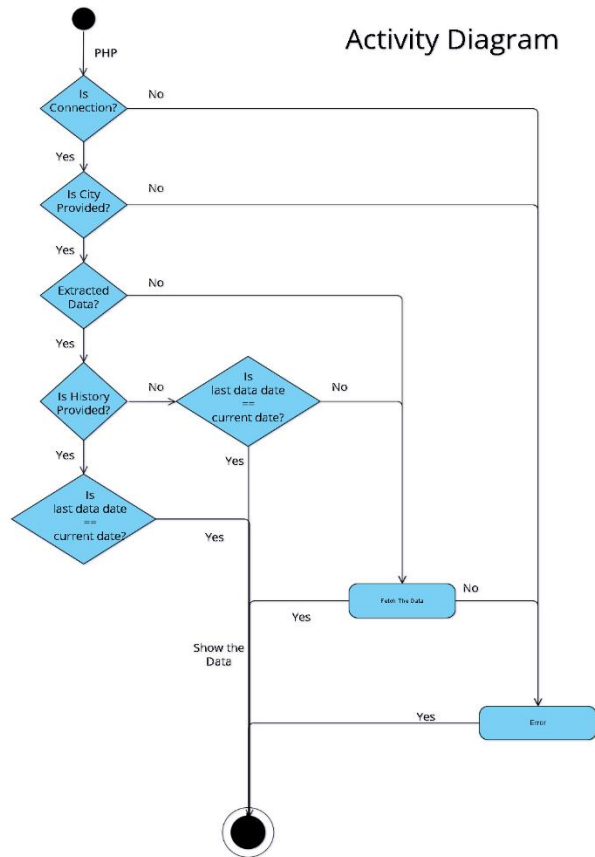 Activity Diagram
PHP
Is
Connection?
No
Yes
Is City
Provided?
No
Yes
Extracted
Data?
No
Yes
Is History
Provided?
No
Is
last data date
==
current date?
No
Yes
Yes
Is
last data date
==
current date?
Yes
Fetch The Data
No
Yes
Show the
Data
Yes
Error